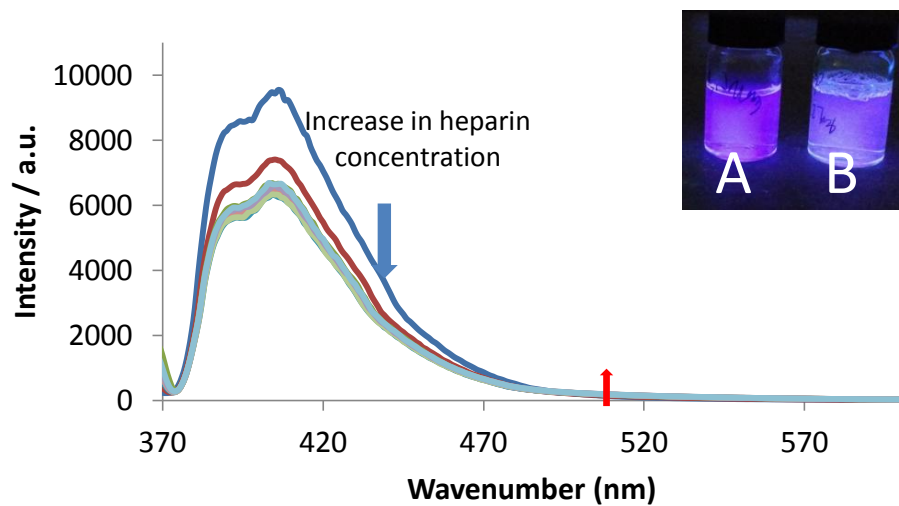 10000
8000
6000
4000
2000
0
370
420
470
520
570
Intensity / a.u.
Wavenumber (nm)
Increase in heparin
concentration
A
B